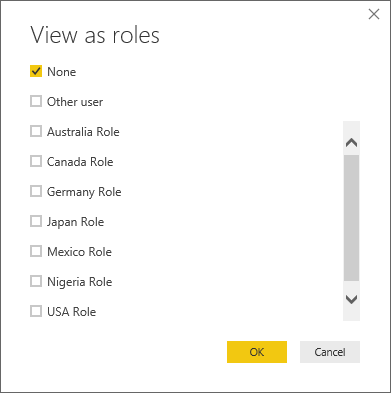 View as roles
None
Other user
Australia Role
Canada Role
Germany Role
Japan Role
Mexico Role
Nigeria Role
USA Role
OK Cancel